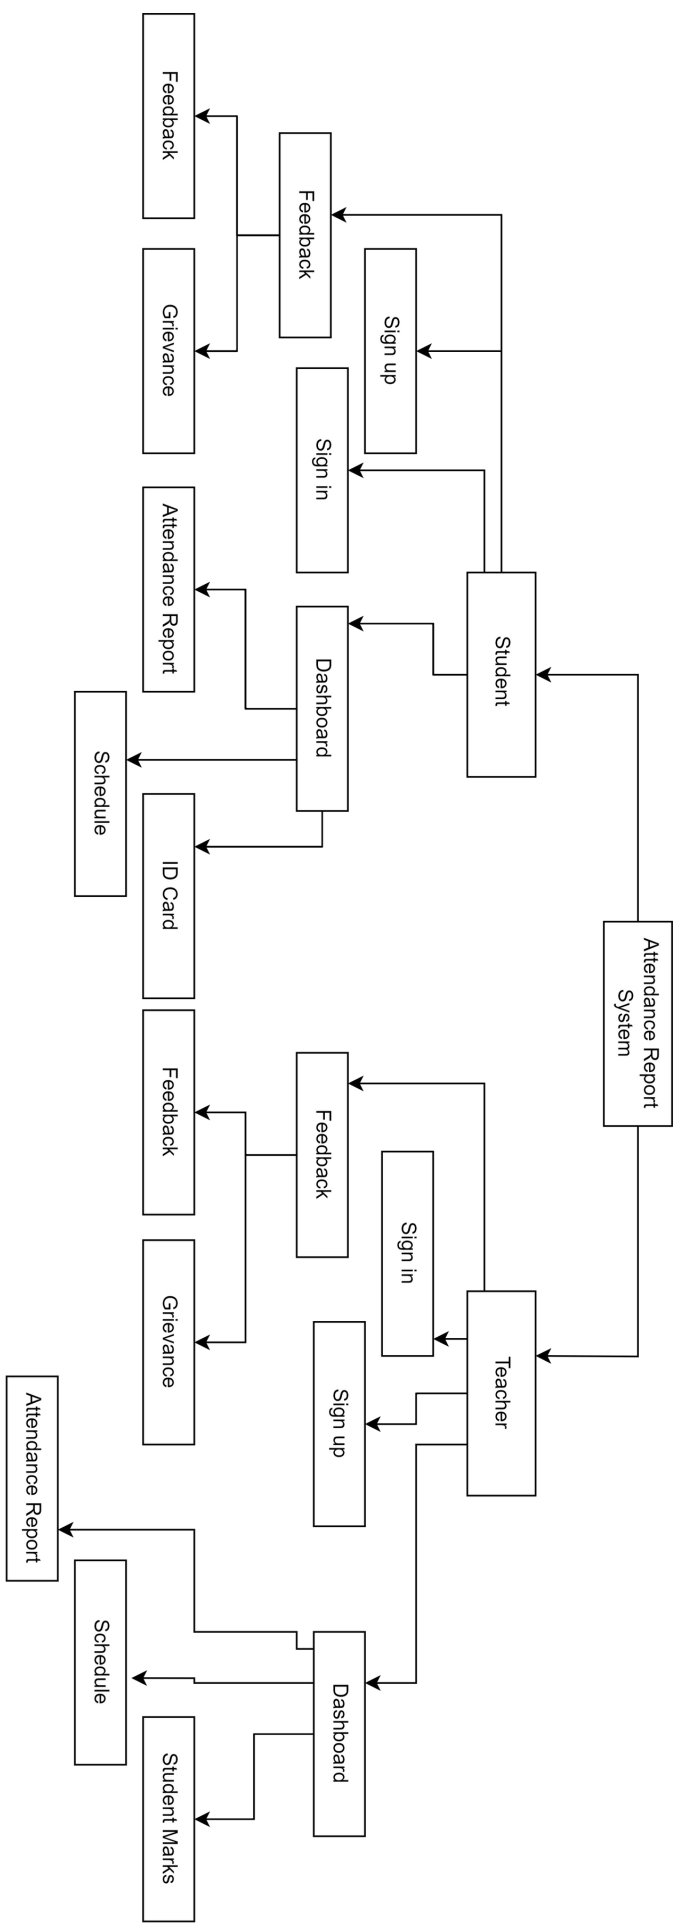 Attendance Report
System
Student
Teacher
Feedback
Sign up
Sign in
Dashboard
Feedback
Sign in
Sign up
Dashboard
Feedback
Grievance
Attendance Report
Schedule
ID Card
Feedback
Grievance
Attendance Report
Schedule
Student Marks